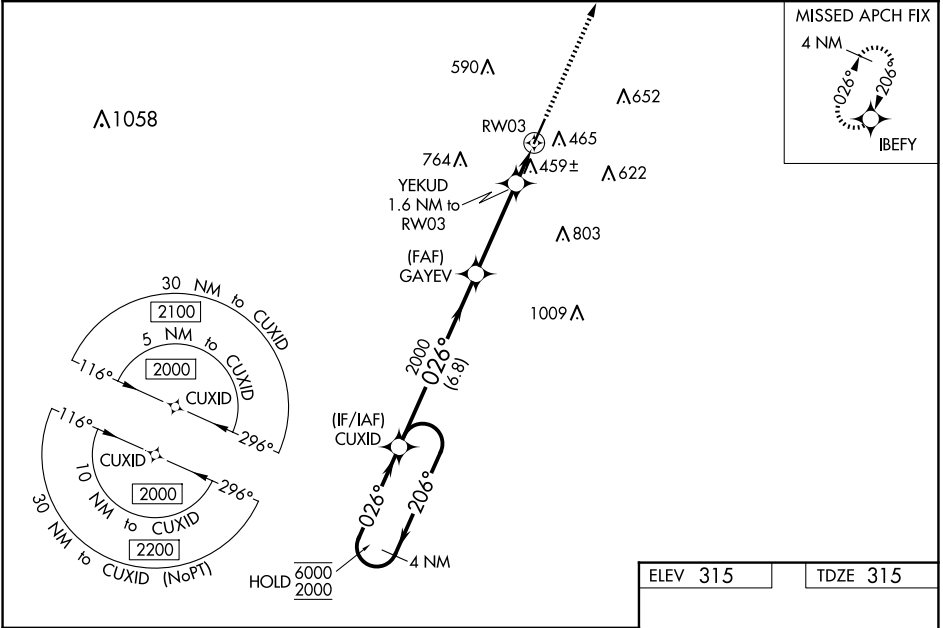 MISSED APCH FIX
4 NM
026°
206°
IBEFY
590
652
1058
RW03
465
764
459±
622
YEKUD
1.6 NM to
RW03
803
(FAF)
GAYEV
1009
2000
026°
(6.8)
30 NM to CUXID
2100
5 NM to CUXID
2000
116°
CUXID
296°
116°
CUXID
296°
2000
10 NM to CUXID
2200
30 NM to CUXID (NoPT)
(IF/IAF)
CUXID
026°
206°
4 NM
HOLD 6000
2000
ELEV 315
TDZE 315